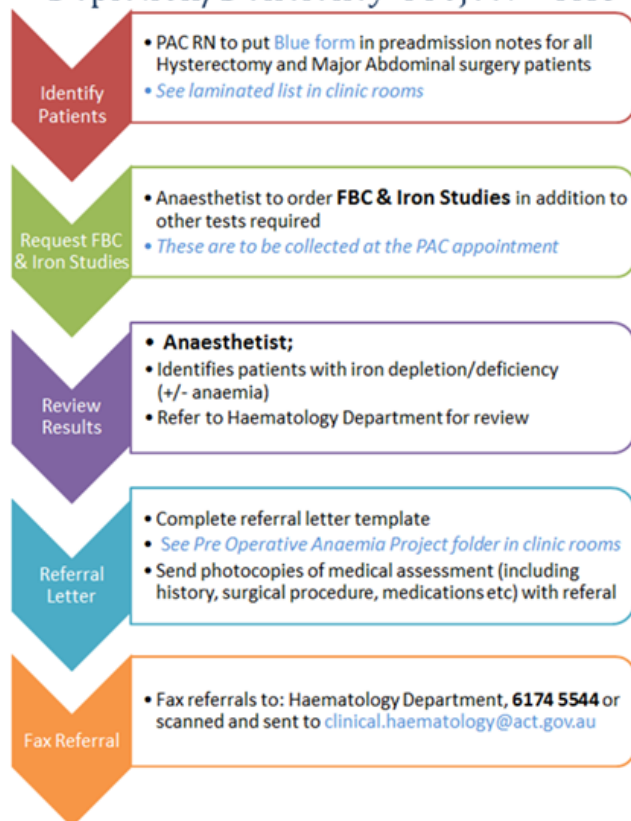 Identify
Patients
• PAC RN to put Blue form in preadmission notes for all
Hysterectomy and Major Abdominal surgery patients
• See laminated list in clinic rooms
Request FBC
& Iron Studies
• Anaesthetist to order FBC & Iron Studies in addition to
other tests required
• These are to be collected at the PAC appointment
Review
Results
• Anaesthetist;
• Identifies patients with iron depletion/deficiency
(+/- anaemia)
• Refer to Haematology Department for review
Referral
Letter
• Complete referral letter template
• See Pre Operative Anaemia Project folder in clinic rooms
• Send photocopies of medical assessment (including
history, surgical procedure, medications etc) with referal
Fax Referral
• Fax referrals to: Haematology Department, 6174 5544 or
scanned and sent to clinical.haematology@act.gov.au